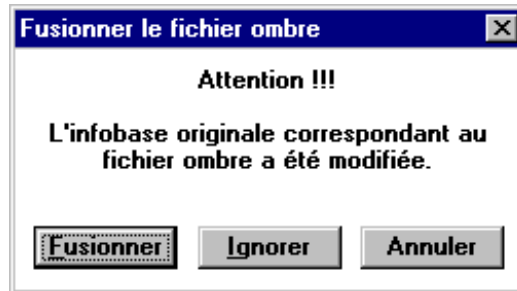 Fusionner le fichier ombre
Attention !!!
L'infobase originale correspondant au
fichier ombre a été modifiée.
Fusionner Ignorer Annuler